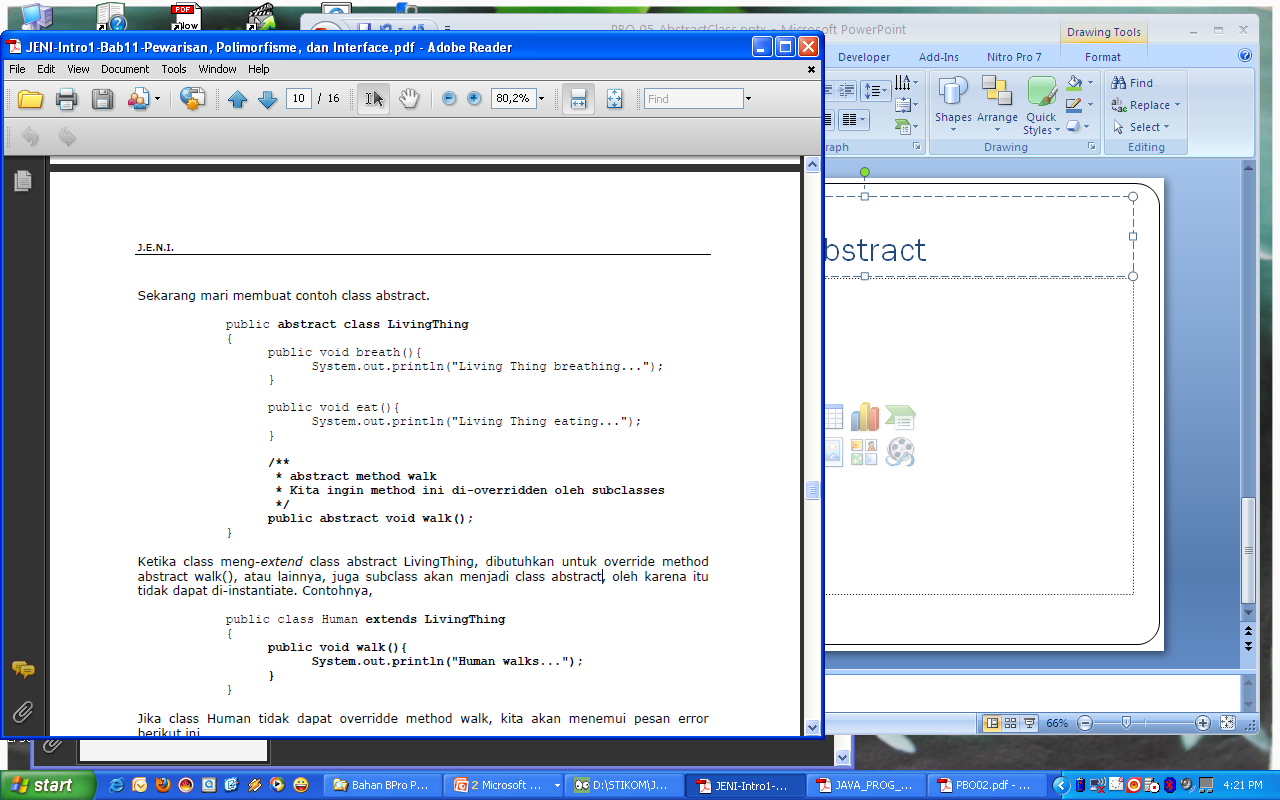 PBO-05-AbstractClass.pptx - Microsoft PowerPoint
Drawing Tools
JENI-Intro1-Bab11-Pewarisan, Polimorfisme, dan Interface.pdf - Adobe Reader
File Edit View Document Tools Window Help
Developer Add-Ins Nitro Pro 7 Format
10 / 16
80,2%
Find
Shapes Arrange Quick
Styles
Find
Replace
Select
Drawing
Editing
J.E.N.I.
Sekarang mari membuat contoh class abstract.
public abstract class LivingThing
{
public void breath(){
System.out.println("Living Thing breathing...");
}
public void eat(){
System.out.println("Living Thing eating...");
}
/**
* abstract method walk
* Kita ingin method ini di-overridden oleh subclasses
*/
public abstract void walk();
}
Ketika class meng-extend class abstract LivingThing, dibutuhkan untuk override method
abstract walk(), atau lainnya, juga subclass akan menjadi class abstract, oleh karena itu
tidak dapat di-instantiate. Contohnya,
public class Human extends LivingThing
{
public void walk(){
System.out.println("Human walks...");
}
}
Jika class Human tidak dapat overridde method walk, kita akan menemui pesan error
berikut ini
bstract
66%
start
Bahan BPro P...
2 Microsoft ...
D:\STIKOM\J...
JENI-Intro1-...
JAVA_PROG_...
PBO02.pdf - ...
4:21 PM